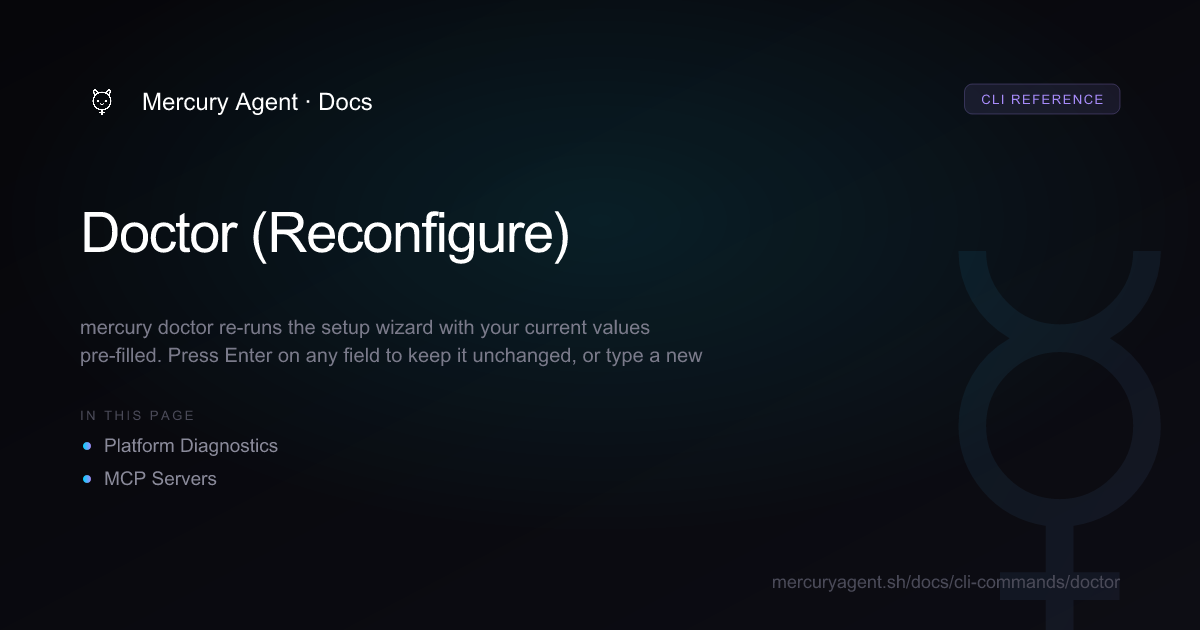 Mercury Agent · Docs
CLI REFERENCE
Doctor (Reconfigure)
mercury doctor re-runs the setup wizard with your current values
pre-filled. Press Enter on any field to keep it unchanged, or type a new
IN THIS PAGE
Platform Diagnostics
MCP Servers
mercuryagent.sh/docs/cli-commands/doctor